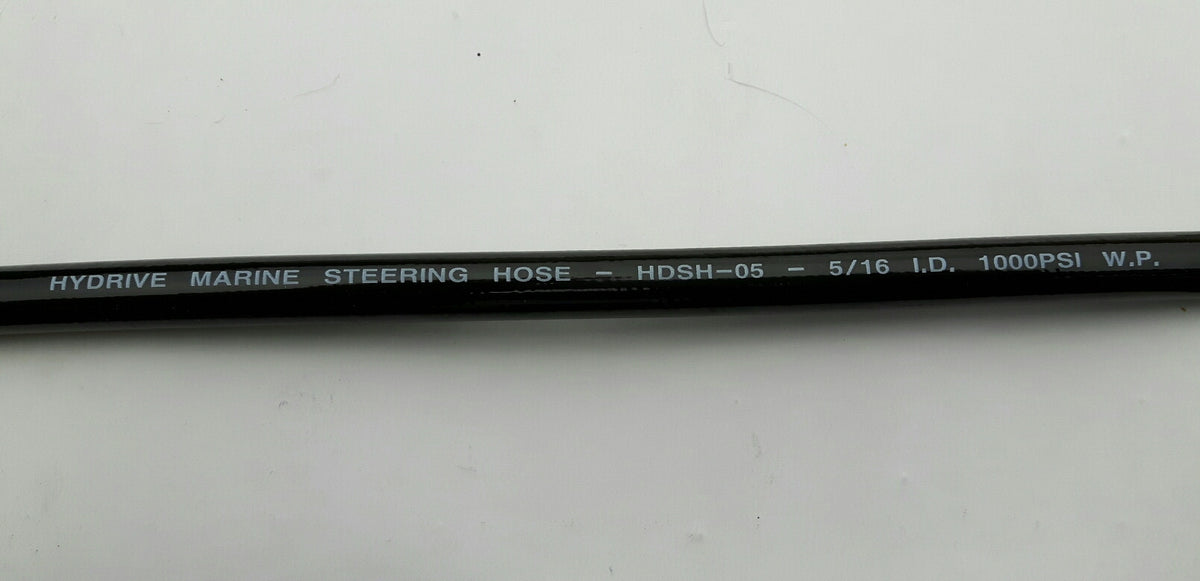 HYDRIVE MARINE STEERING HOSE - HDSH-05 - 5/16 I.D. 1000PSI W.P.